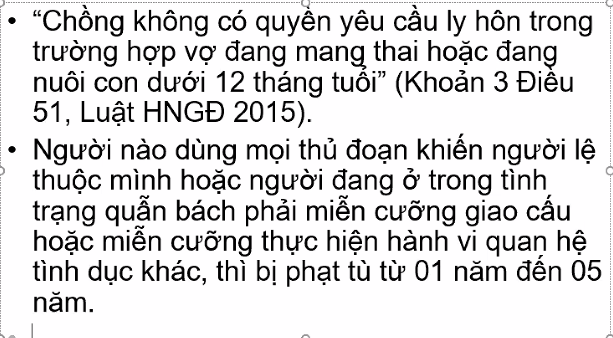 • “Chồng không có quyền yêu cầu ly hôn trong
trường hợp vợ đang mang thai hoặc đang
nuôi con dưới 12 tháng tuổi” (Khoản 3 Điều
51, Luật HNGĐ 2015).
• Người nào dùng mọi thủ đoạn khiến người lệ
thuộc mình hoặc người đang ở trong tình
trạng quẫn bách phải miễn cưỡng giao cấu
hoặc miễn cưỡng thực hiện hành vi quan hệ
tình dục khác, thì bị phạt tù từ 01 năm đến 05
năm.